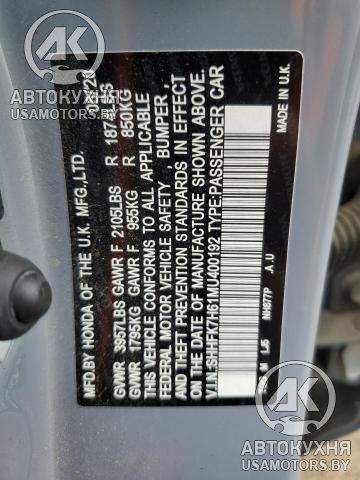 MFD.BY HONDA OF THE U.K. MFG.,LTD.
GVWR 3957LBS GAWR F 2105LBS R 1874LBS
GVWR 1795KG GAWR F 955KG R 850KG
THIS VEHICLE CONFORMS TO ALL APPLICABLE
FEDERAL MOTOR VEHICLE SAFETY , BUMPER ,
AND THEFT PREVENTION STANDARDS IN EFFECT
ON THE DATE OF MANUFACTURE SHOWN ABOVE.
V.I.N.:SHHFK7H61MU400192 TYPE:PASSENGER CAR
NH877P A U MADE IN U.K.
АВТОКУХНЯ
USAMOTORS.BY
АВТОКУХНЯ
USAMOTORS.BY